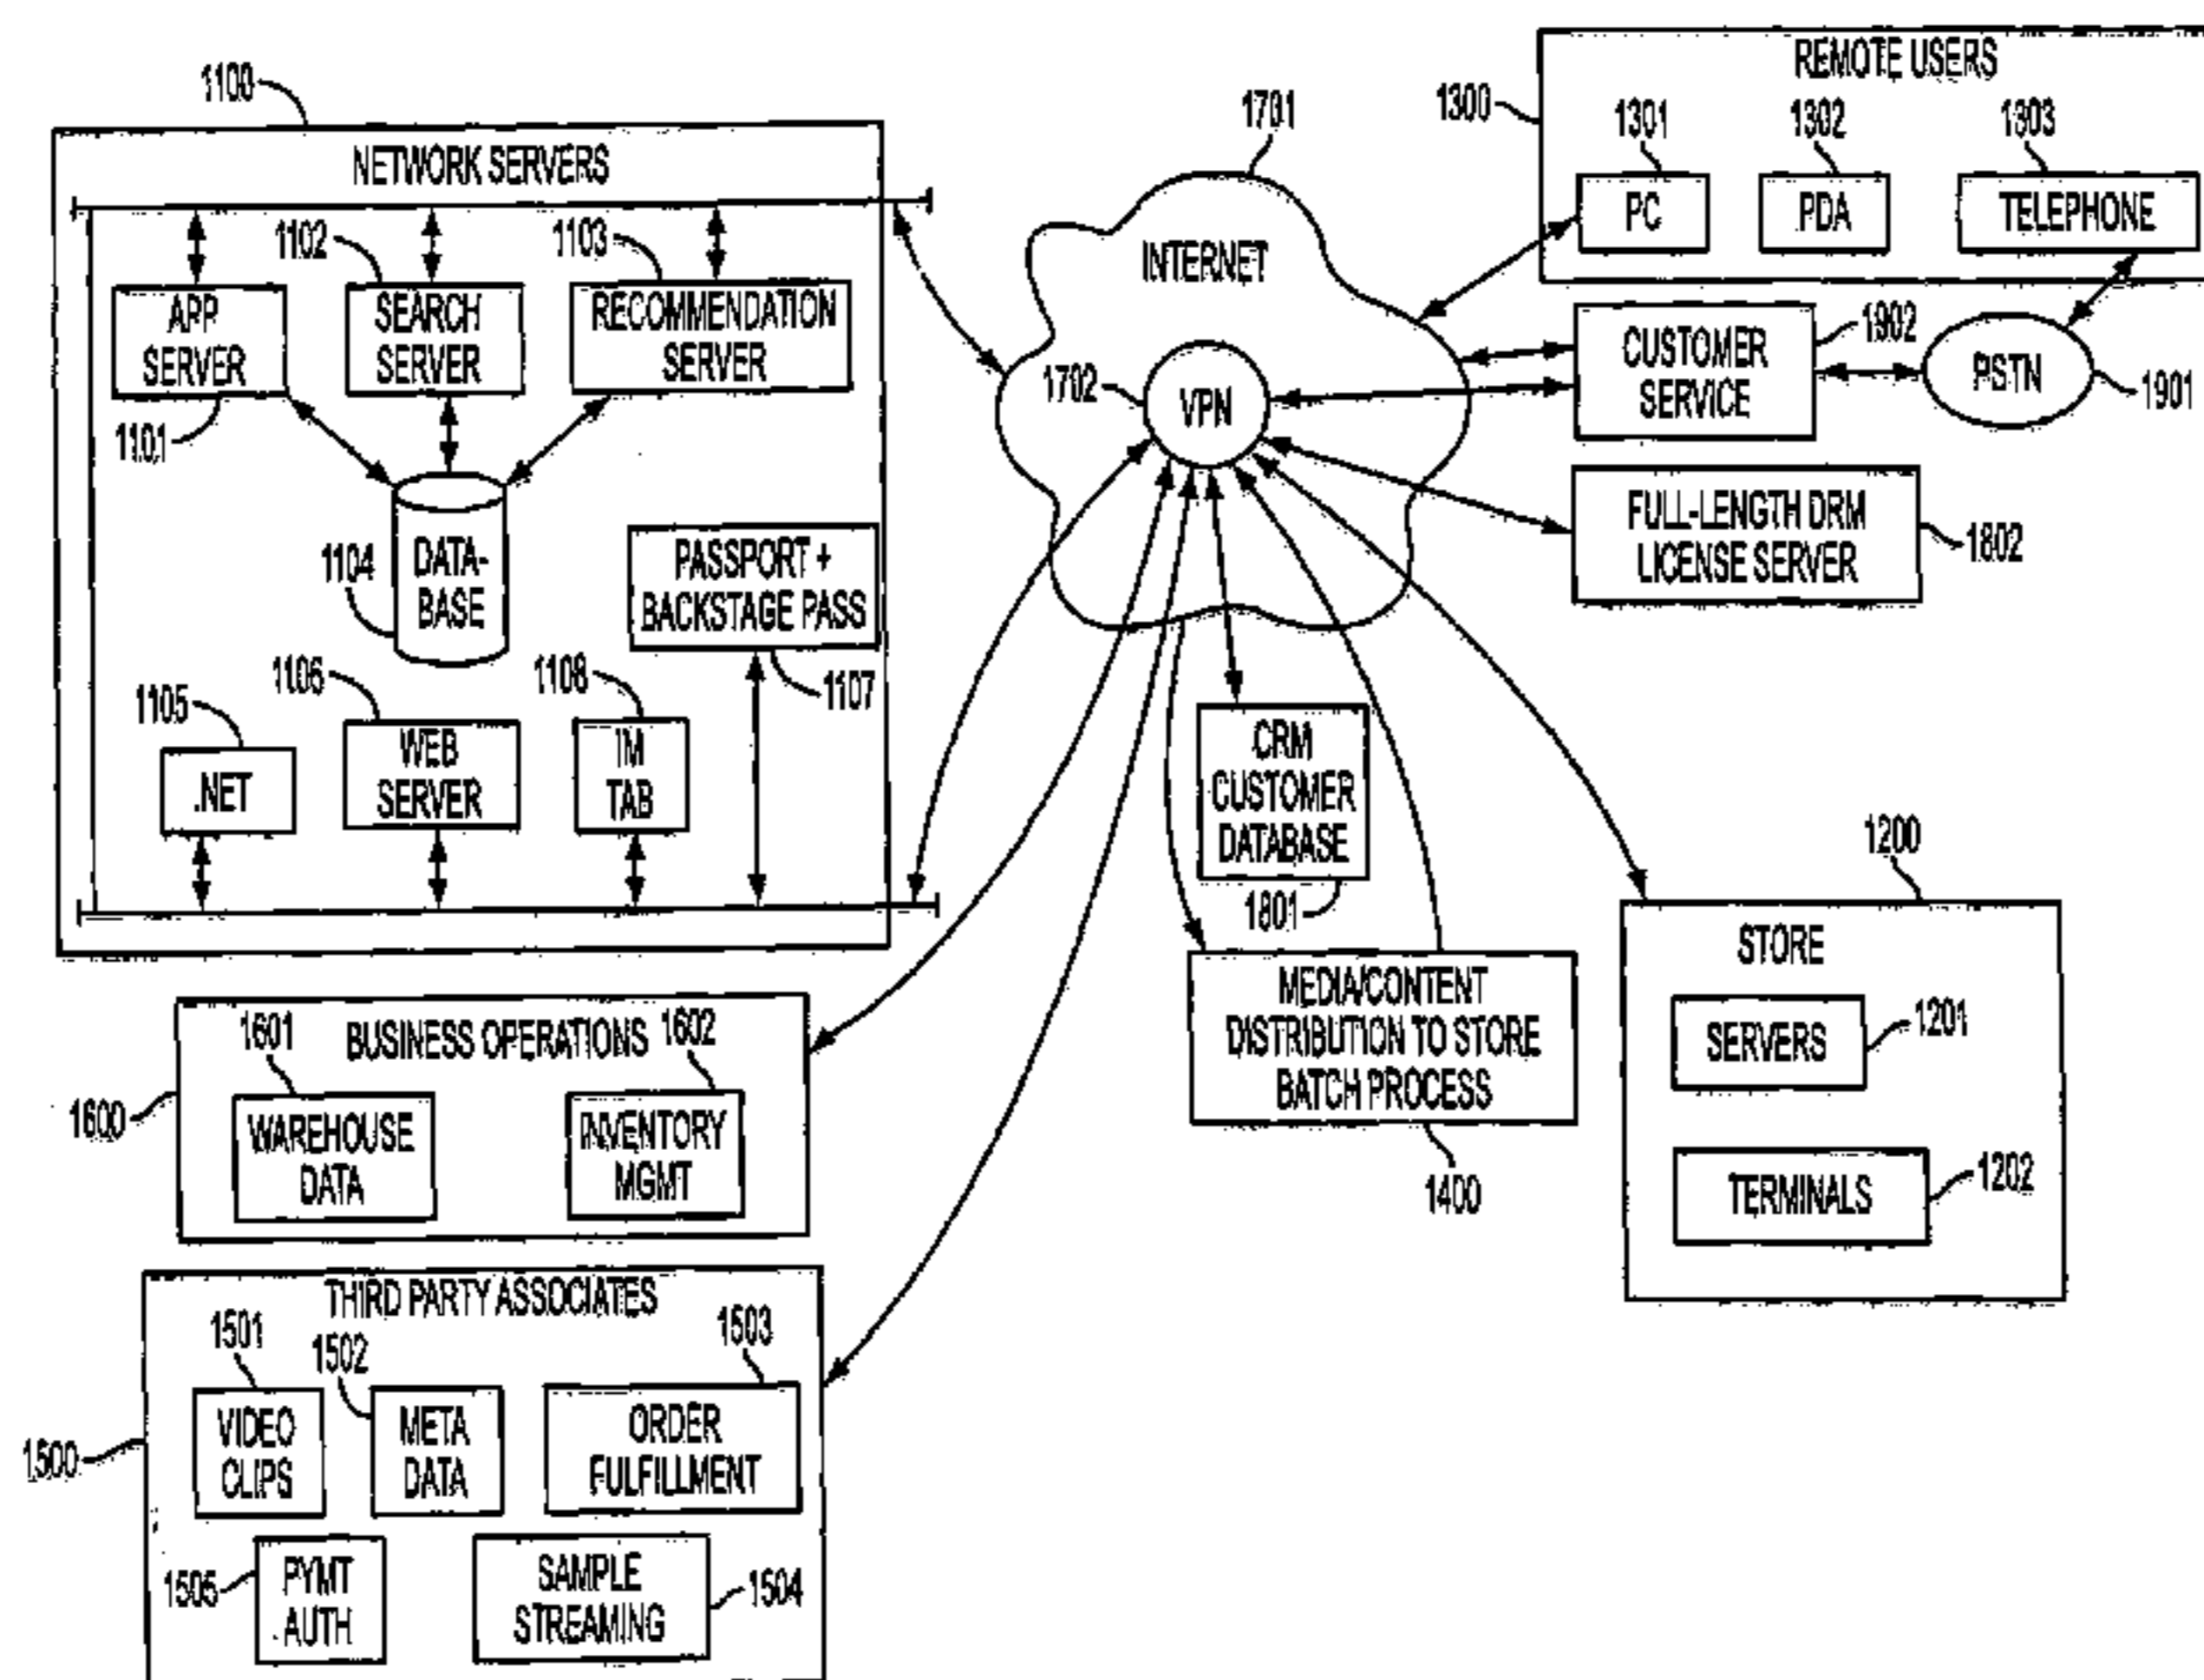 1100
NETWORK SERVERS
1102
1103
APP
SERVER
SEARCH
SERVER
RECOMMENDATION
SERVER
1101
1104
DATA-
BASE
PASSPORT +
BACKSTAGE PASS
1107
1105
1106
1108
.NET
WEB
SERVER
IM
TAB
1701
INTERNET
1702
VPN
REMOTE USERS
1300
1301
1302
1303
PC
PDA
TELEPHONE
CUSTOMER
SERVICE
1902
PSTN
1901
FULL-LENGTH DRM
LICENSE SERVER
1802
CRM
CUSTOMER
DATABASE
1801
MEDIA/CONTENT
DISTRIBUTION TO STORE
BATCH PROCESS
1400
1200
STORE
SERVERS
1201
TERMINALS
1202
BUSINESS OPERATIONS
1601
1602
1600
WAREHOUSE
DATA
INVENTORY
MGMT
THIRD PARTY ASSOCIATES
1501
1502
1503
1500
VIDEO
CLIPS
META
DATA
ORDER
FULFILLMENT
1505
PYMT
AUTH
SAMPLE
STREAMING
1504